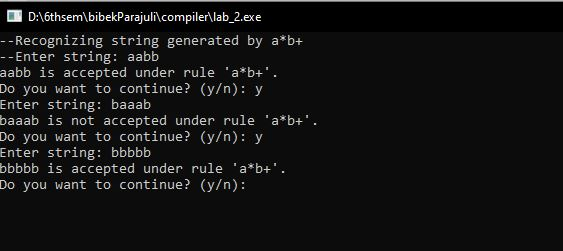 D:\6thsem\bibekParajuli\compiler\lab_2.exe
--Recognizing string generated by a*b+
--Enter string: aabb
aabb is accepted under rule 'a*b+'.
Do you want to continue? (y/n): y
Enter string: baaab
baaab is not accepted under rule 'a*b+'.
Do you want to continue? (y/n): y
Enter string: bbbbb
bbbbb is accepted under rule 'a*b+'.
Do you want to continue? (y/n):